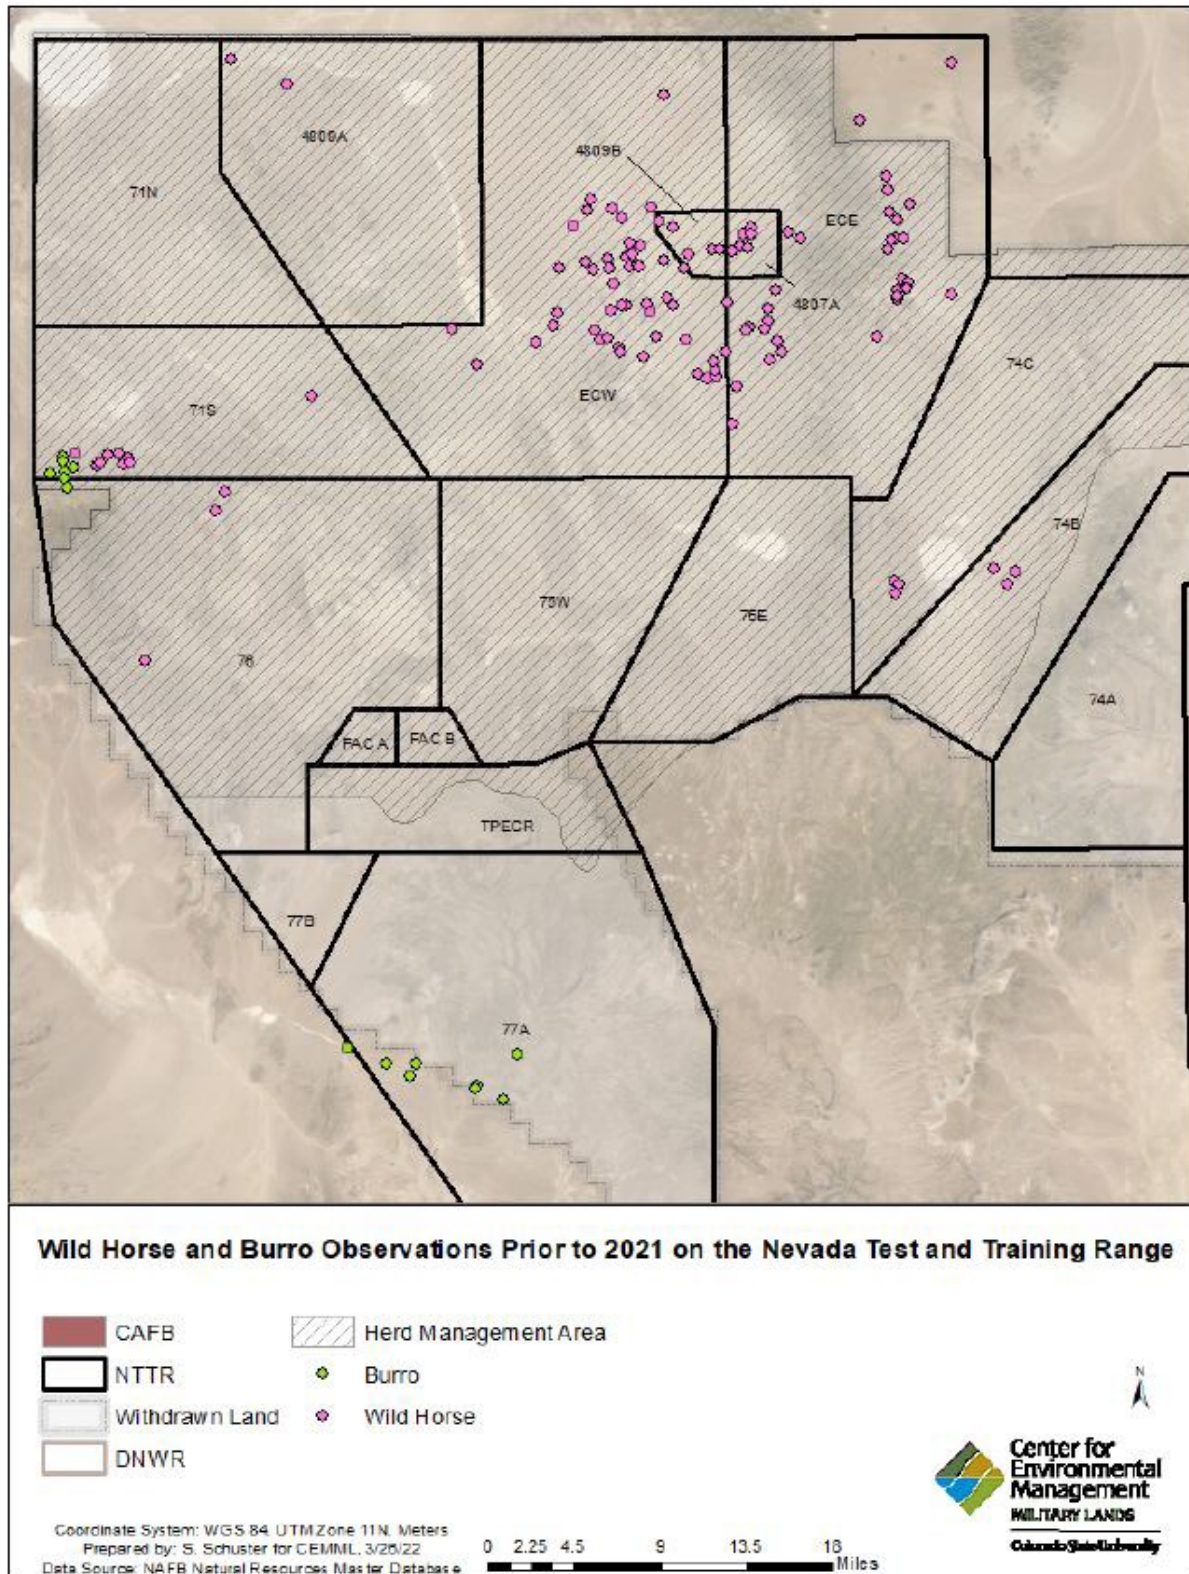 4809A
4809B
71N
ECE
4807A
74C
ECW
71S
74B
75W
76E
76
74A
FAC A
FAC B
TPECR
77B
77A
Wild Horse and Burro Observations Prior to 2021 on the Nevada Test and Training Range
CAFB
Herd Management Area
NTTR
Burro
Withdrawn Land
Wild Horse
DNWR
N
Center for
Environmental
Management
MILITARY LANDS
Colorado State University
Coordinate System: WGS 84 UTM Zone 11N, Meters
Prepared by: S. Schuster for CEMML, 3/26/22
Data Source: NAFB Natural Resources Master Database
0 2.25 4.5 9 13.5 18
Miles